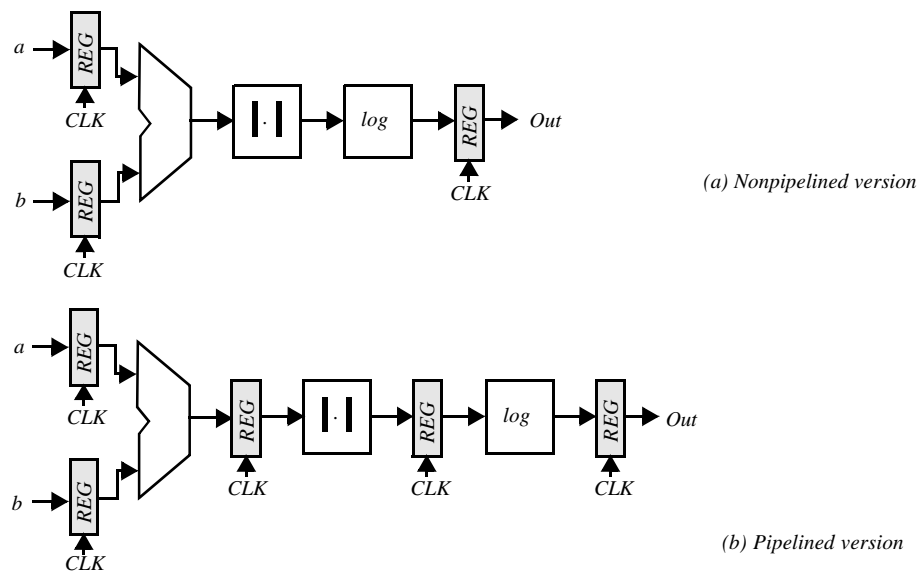 a
REG
CLK
|·|
log
REG
Out
CLK
b
REG
CLK
(a) Nonpipelined version
a
REG
CLK
REG
CLK
|·|
REG
CLK
log
REG
CLK
Out
b
REG
CLK
(b) Pipelined version